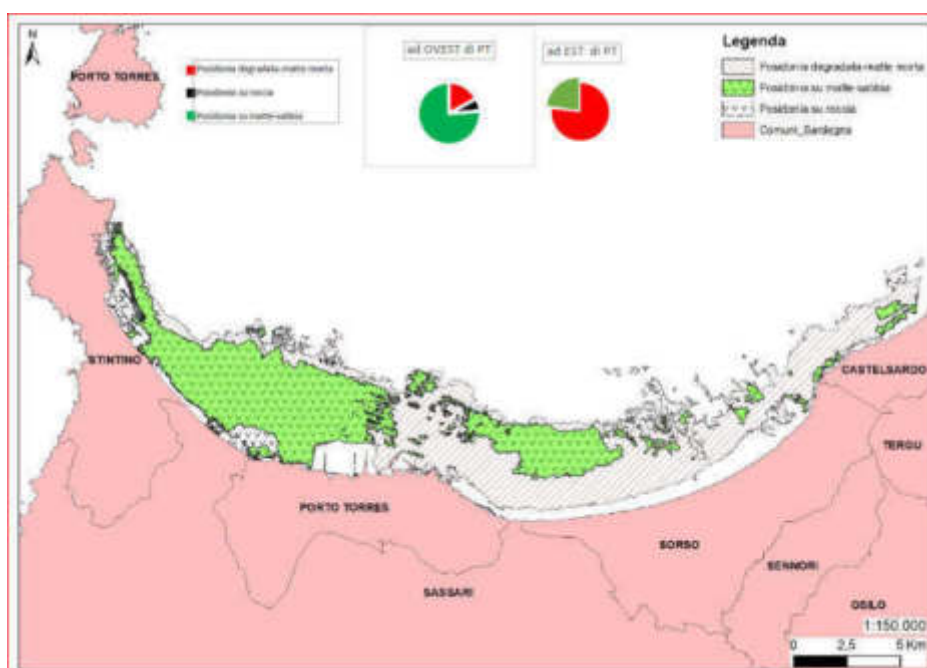 N
PORTO TORRES
ad OVEST di PT
ad EST di PT
Posidonia degradata-matte morta
Posidonia su roccia
Posidonia su matte-sabbia
Legenda
Posidonia degradata-matte morta
Posidonia su matte-sabbia
Posidonia su roccia
Comuni_Sardegna
STINTINO
CASTELSARDO
TERGU
PORTO TORRES
SORSO
SENNORI
SASSARI
OSILO
1:150.000
0 2,5 5 Km